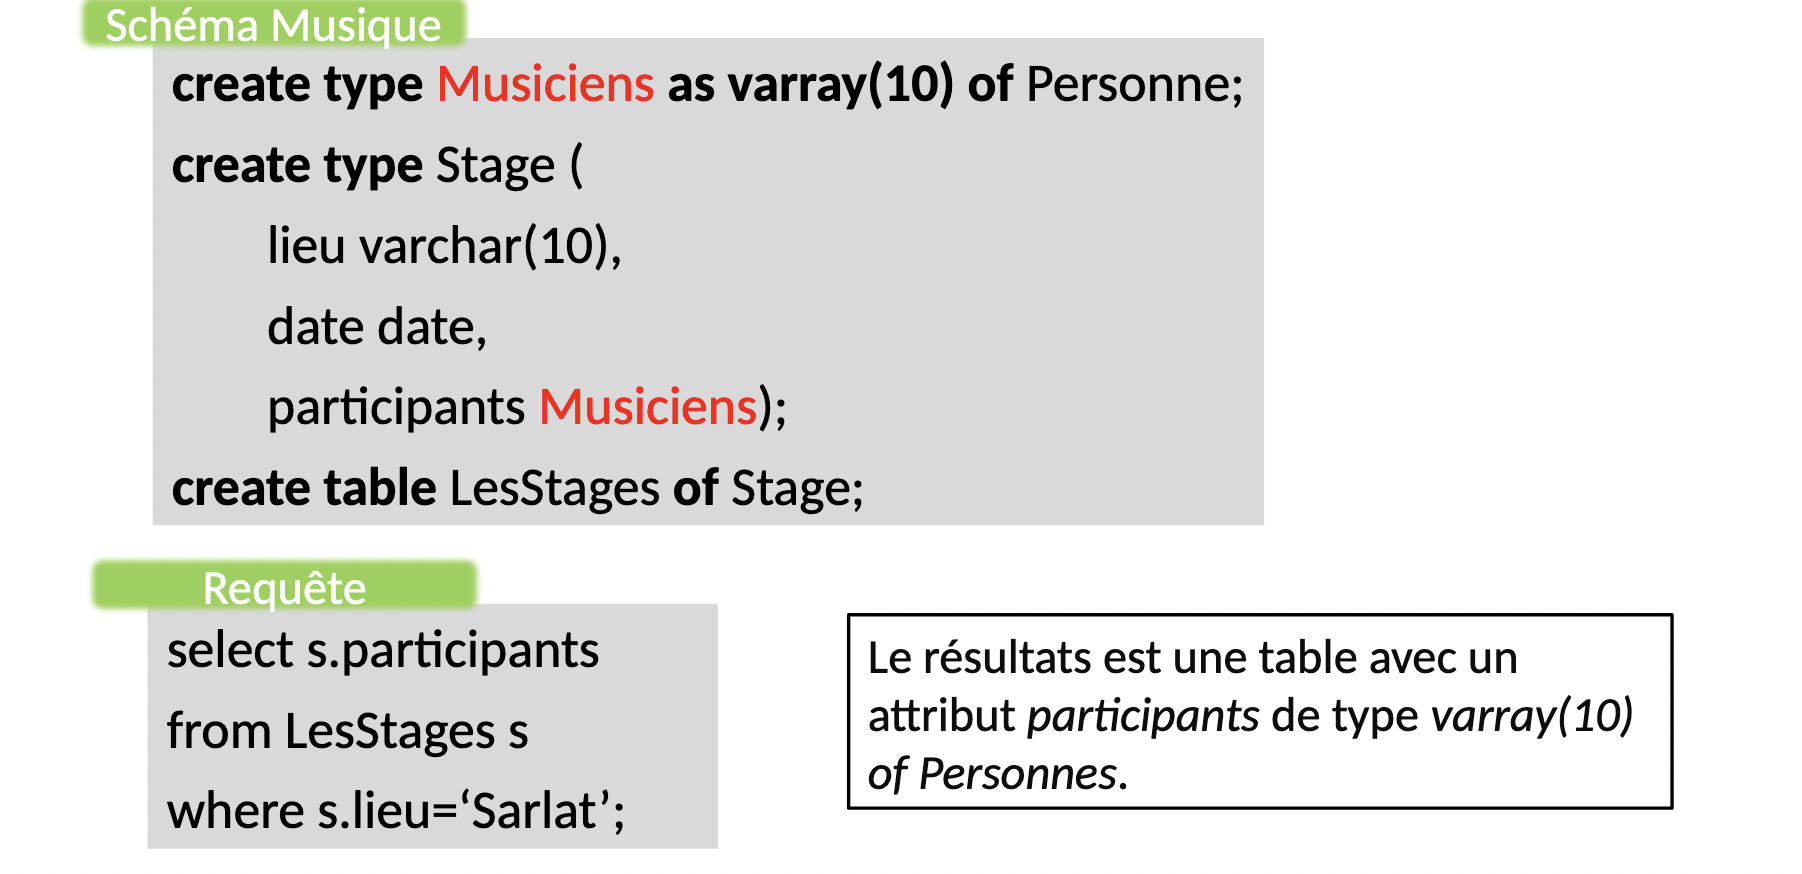 Schéma Musique
create type Musiciens as varray(10) of Personne;
create type Stage (
lieu varchar(10),
date date,
participants Musiciens);
create table LesStages of Stage;
Requête
select s.participants
from LesStages s
where s.lieu=‘Sarlat’;
Le résultats est une table avec un
attribut participants de type varray(10)
of Personnes.